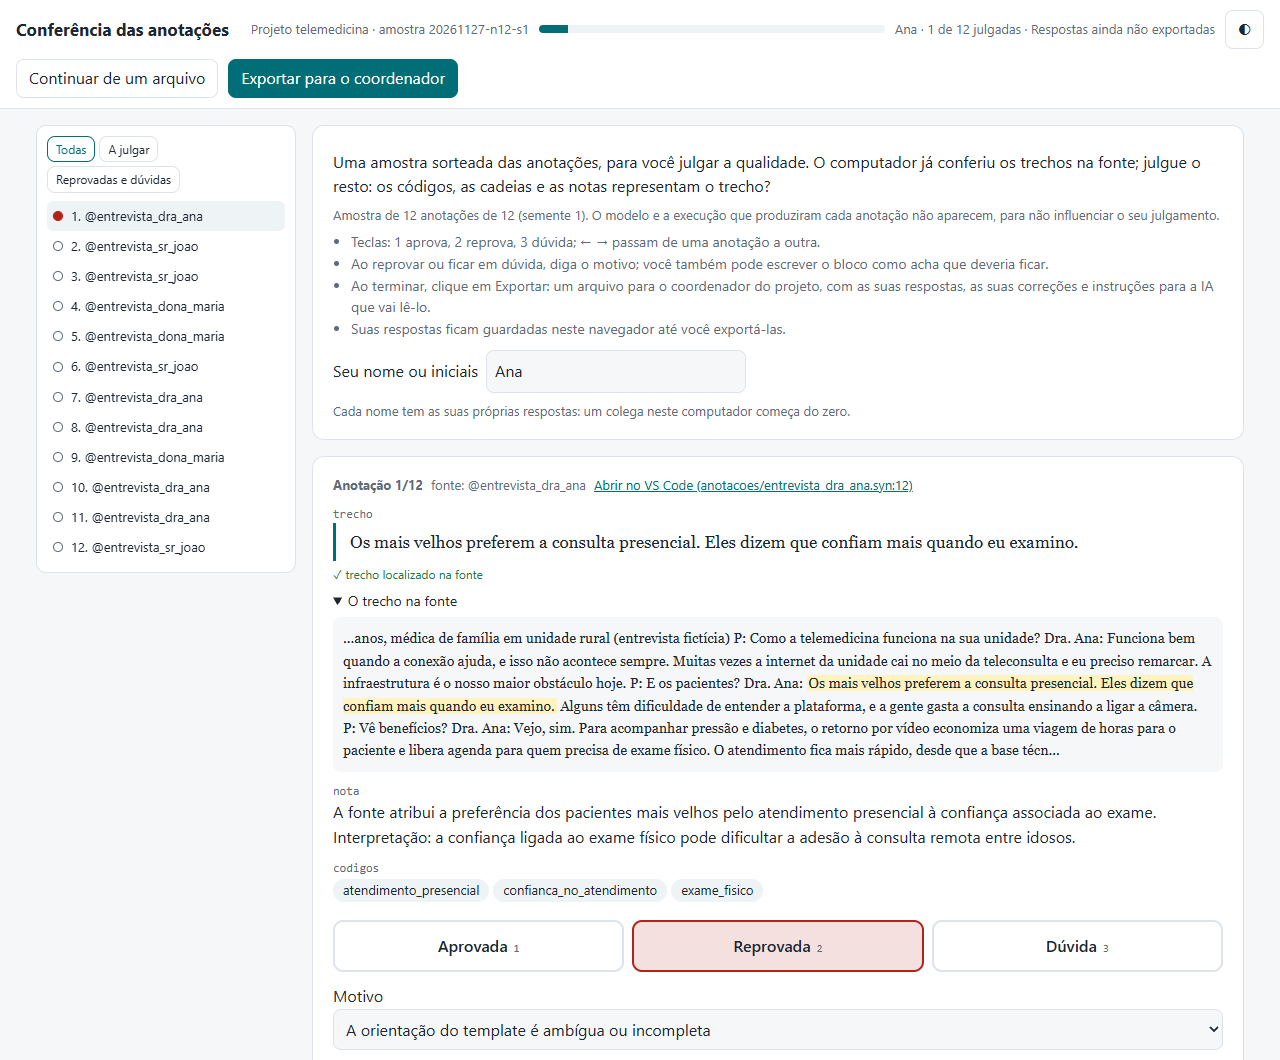 Conferência das anotações
Projeto telemedicina · amostra 20261127-n12-s1
Ana · 1 de 12 julgadas · Respostas ainda não exportadas
Continuar de um arquivo
Exportar para o coordenador
Todas
A julgar
Reprovadas e dúvidas
1. @entrevista_dra_ana
2. @entrevista_sr_joao
3. @entrevista_sr_joao
4. @entrevista_dona_maria
5. @entrevista_dona_maria
6. @entrevista_sr_joao
7. @entrevista_dra_ana
8. @entrevista_dra_ana
9. @entrevista_dona_maria
10. @entrevista_dra_ana
11. @entrevista_dra_ana
12. @entrevista_sr_joao
Uma amostra sorteada das anotações, para você julgar a qualidade. O computador já conferiu os trechos na fonte; julgue o
resto: os códigos, as cadeias e as notas representam o trecho?
Amostra de 12 anotações de 12 (semente 1). O modelo e a execução que produziram cada anotação não aparecem, para não influenciar o seu julgamento.
• Teclas: 1 aprova, 2 reprova, 3 dúvida; ← → passam de uma anotação a outra.
• Ao reprovar ou ficar em dúvida, diga o motivo; você também pode escrever o bloco como acha que deveria ficar.
• Ao terminar, clique em Exportar: um arquivo para o coordenador do projeto, com as suas respostas, as suas correções e instruções para a IA
que vai lê-lo.
• Suas respostas ficam guardadas neste navegador até você exportá-las.
Seu nome ou iniciais
Ana
Cada nome tem as suas próprias respostas: um colega neste computador começa do zero.
Anotação 1/12 fonte: @entrevista_dra_ana Abrir no VS Code (anotacoes/entrevista_dra_ana.syn:12)
trecho
Os mais velhos preferem a consulta presencial. Eles dizem que confiam mais quando eu examino.
✓ trecho localizado na fonte
▼ O trecho na fonte
...anos, médica de família em unidade rural (entrevista fictícia) P: Como a telemedicina funciona na sua unidade? Dra. Ana: Funciona bem
quando a conexão ajuda, e isso não acontece sempre. Muitas vezes a internet da unidade cai no meio da teleconsulta e eu preciso remarcar. A
infraestrutura é o nosso maior obstáculo hoje. P: E os pacientes? Dra. Ana: Os mais velhos preferem a consulta presencial. Eles dizem que
confiam mais quando eu examino. Alguns têm dificuldade de entender a plataforma, e a gente gasta a consulta ensinando a ligar a câmera.
P: Vê benefícios? Dra. Ana: Vejo, sim. Para acompanhar pressão e diabetes, o retorno por vídeo economiza uma viagem de horas para o
paciente e libera agenda para quem precisa de exame físico. O atendimento fica mais rápido, desde que a base técn...
nota
A fonte atribui a preferência dos pacientes mais velhos pelo atendimento presencial à confiança associada ao exame.
Interpretação: a confiança ligada ao exame físico pode dificultar a adesão à consulta remota entre idosos.
codigos
atendimento_presencial
confianca_no_atendimento
exame_fisico
Aprovada 1
Reprovada 2
Dúvida 3
Motivo
A orientação do template é ambígua ou incompleta